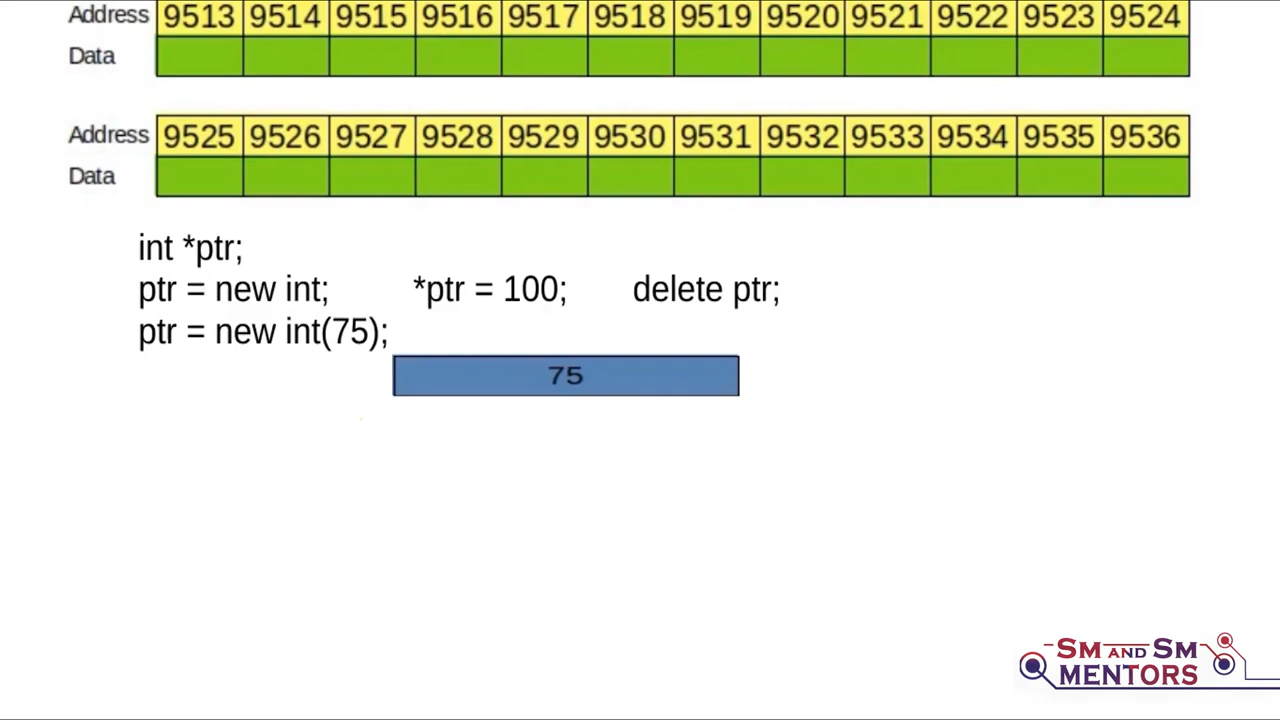 Address 9513 9514 9515 9516 9517 9518 9519 9520 9521 9522 9523 9524
Data
Address 9525 9526 9527 9528 9529 9530 9531 9532 9533 9534 9535 9536
Data
int *ptr;
ptr = new int; *ptr = 100; delete ptr;
ptr = new int(75);
75
SM AND SM
MENTORS